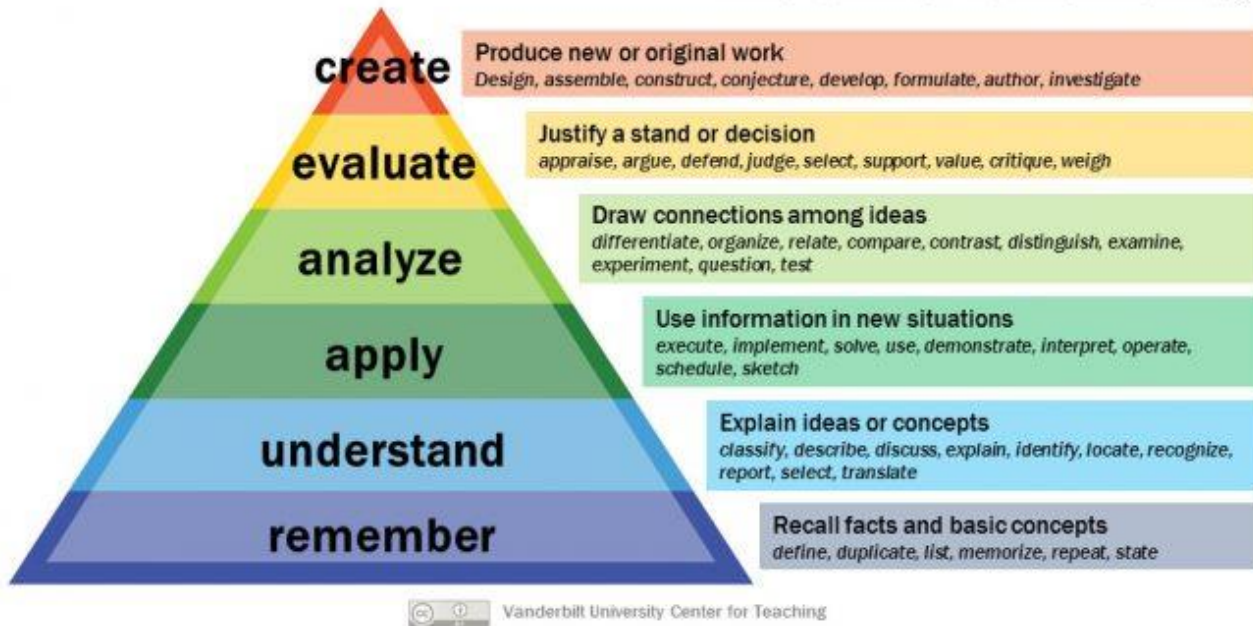 create
Produce new or original work
Design, assemble, construct, conjecture, develop, formulate, author, investigate
evaluate
Justify a stand or decision
appraise, argue, defend, judge, select, support, value, critique, weigh
analyze
Draw connections among ideas
differentiate, organize, relate, compare, contrast, distinguish, examine,
experiment, question, test
apply
Use information in new situations
execute, implement, solve, use, demonstrate, interpret, operate,
schedule, sketch
understand
Explain ideas or concepts
classify, describe, discuss, explain, identify, locate, recognize,
report, select, translate
remember
Recall facts and basic concepts
define, duplicate, list, memorize, repeat, state
cc
Vanderbilt University Center for Teaching